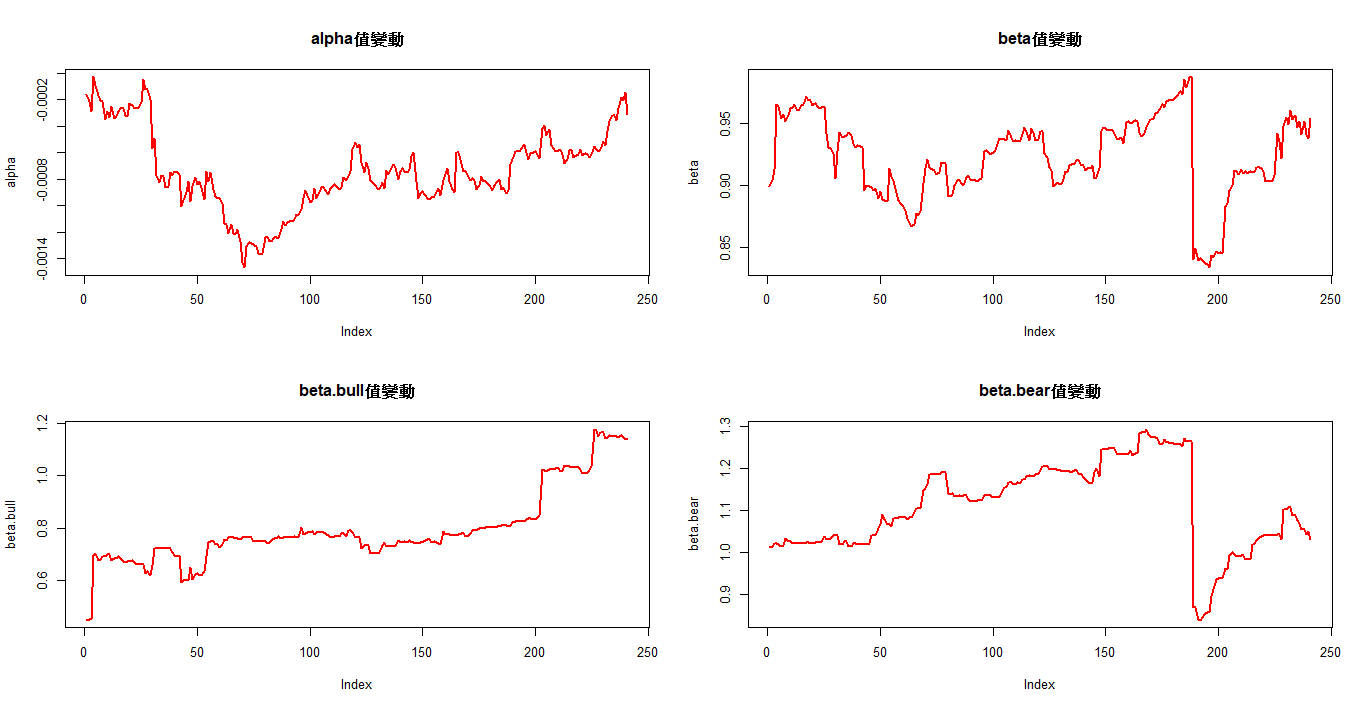 alpha值變動
alpha
-0.0002
-0.0008
-0.0014
0 50 100 150 200 250
Index
beta值變動
beta
0.95
0.90
0.85
0 50 100 150 200 250
Index
beta.bull值變動
beta.bull
1.2
1.0
0.8
0.6
0 50 100 150 200 250
Index
beta.bear值變動
beta.bear
1.3
1.2
1.1
1.0
0.9
0 50 100 150 200 250
Index